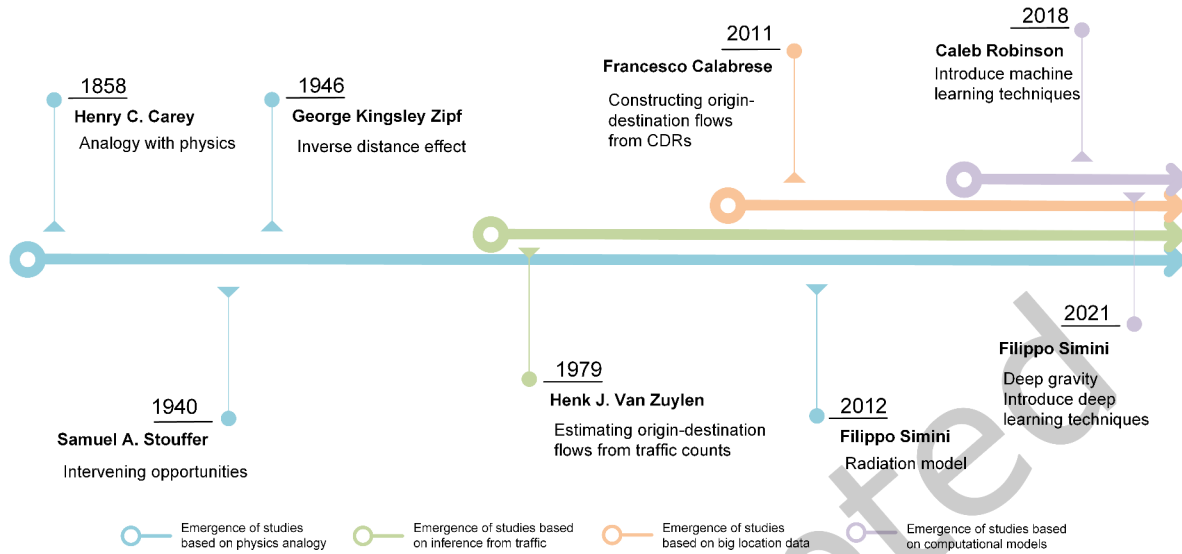 1858
Henry C. Carey
Analogy with physics
1946
George Kingsley Zipf
Inverse distance effect
2011
Francesco Calabrese
Constructing origin-
destination flows
from CDRs
2018
Caleb Robinson
Introduce machine
learning techniques
1940
Samuel A. Stouffer
Intervening opportunities
1979
Henk J. Van Zuylen
Estimating origin-destination
flows from traffic counts
2012
Filippo Simini
Radiation model
2021
Filippo Simini
Deep gravity
Introduce deep
learning techniques
Emergence of studies
based on physics analogy
Emergence of studies based
on inference from traffic
Emergence of studies
based on big location data
Emergence of studies based
on computational models